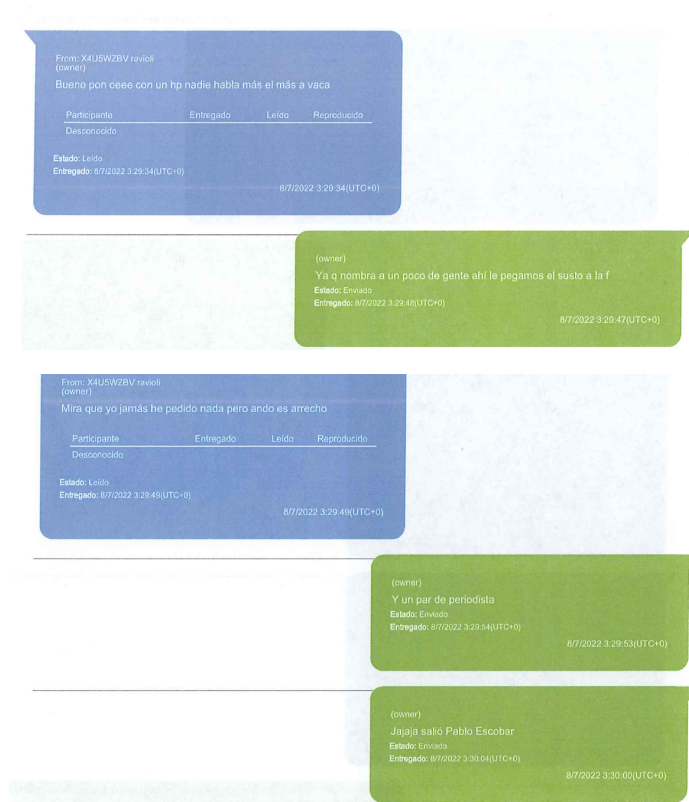 From: X4U5WZBV ravioli
(owner)
Bueno pon ceee con un hp nadie habla más el más a vaca
Participante Entregado Leído Reproducido
Desconocido
Estado: Leído
Entregado: 8/7/2022 3:29:34(UTC+0)
8/7/2022 3:29:34(UTC+0)
(owner)
Ya q nombra a un poco de gente ahí le pegamos el susto a la f
Estado: Enviado
Entregado: 8/7/2022 3:29:48(UTC+0)
8/7/2022 3:29:47(UTC+0)
From: X4U5WZBV ravioli
(owner)
Mira que yo jamás he pedido nada pero ando es arrecho
Participante Entregado Leído Reproducido
Desconocido
Estado: Leído
Entregado: 8/7/2022 3:29:49(UTC+0)
8/7/2022 3:29:49(UTC+0)
(owner)
Y un par de periodista
Estado: Enviado
Entregado: 8/7/2022 3:29:54(UTC+0)
8/7/2022 3:29:53(UTC+0)
(owner)
Jajaja salió Pablo Escobar
Estado: Enviado
Entregado: 8/7/2022 3:30:04(UTC+0)
8/7/2022 3:30:00(UTC+0)